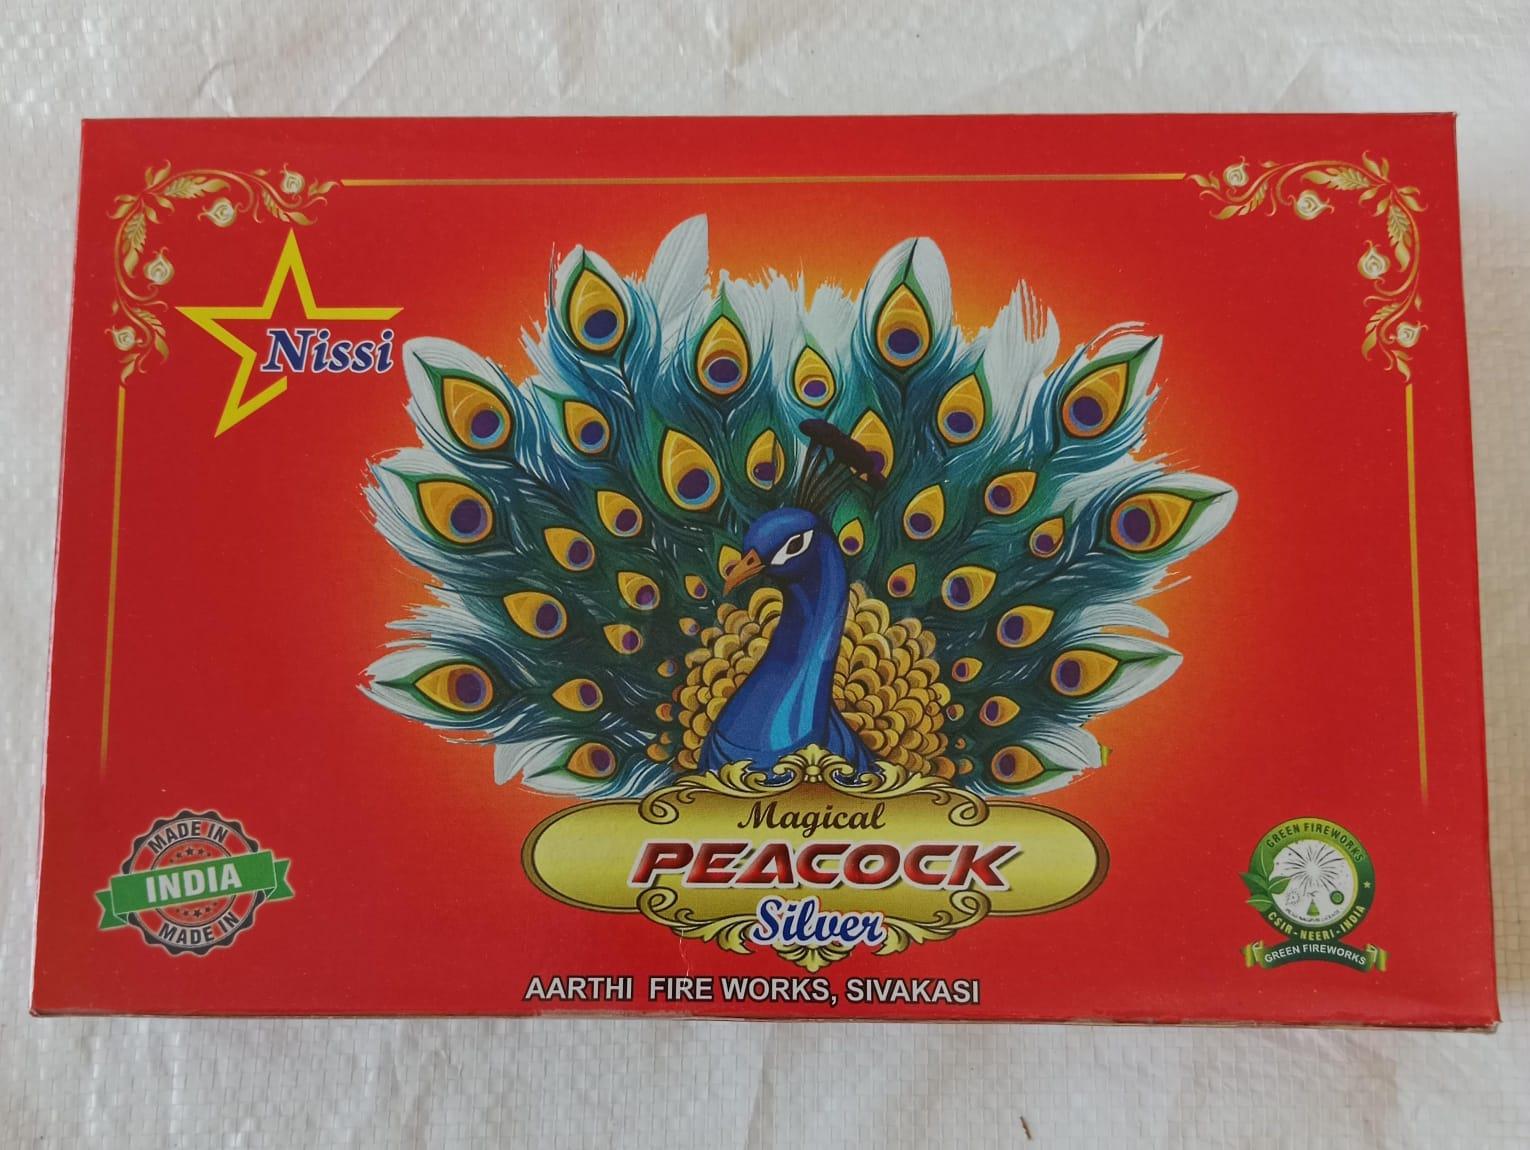 Nissi
Magical
PEACOCK
Silver
AARTHI FIRE WORKS, SIVAKASI
MADE IN
INDIA
MADE IN
GREEN FIREWORKS
CSIR-NEERI-INDIA
GREEN FIREWORKS